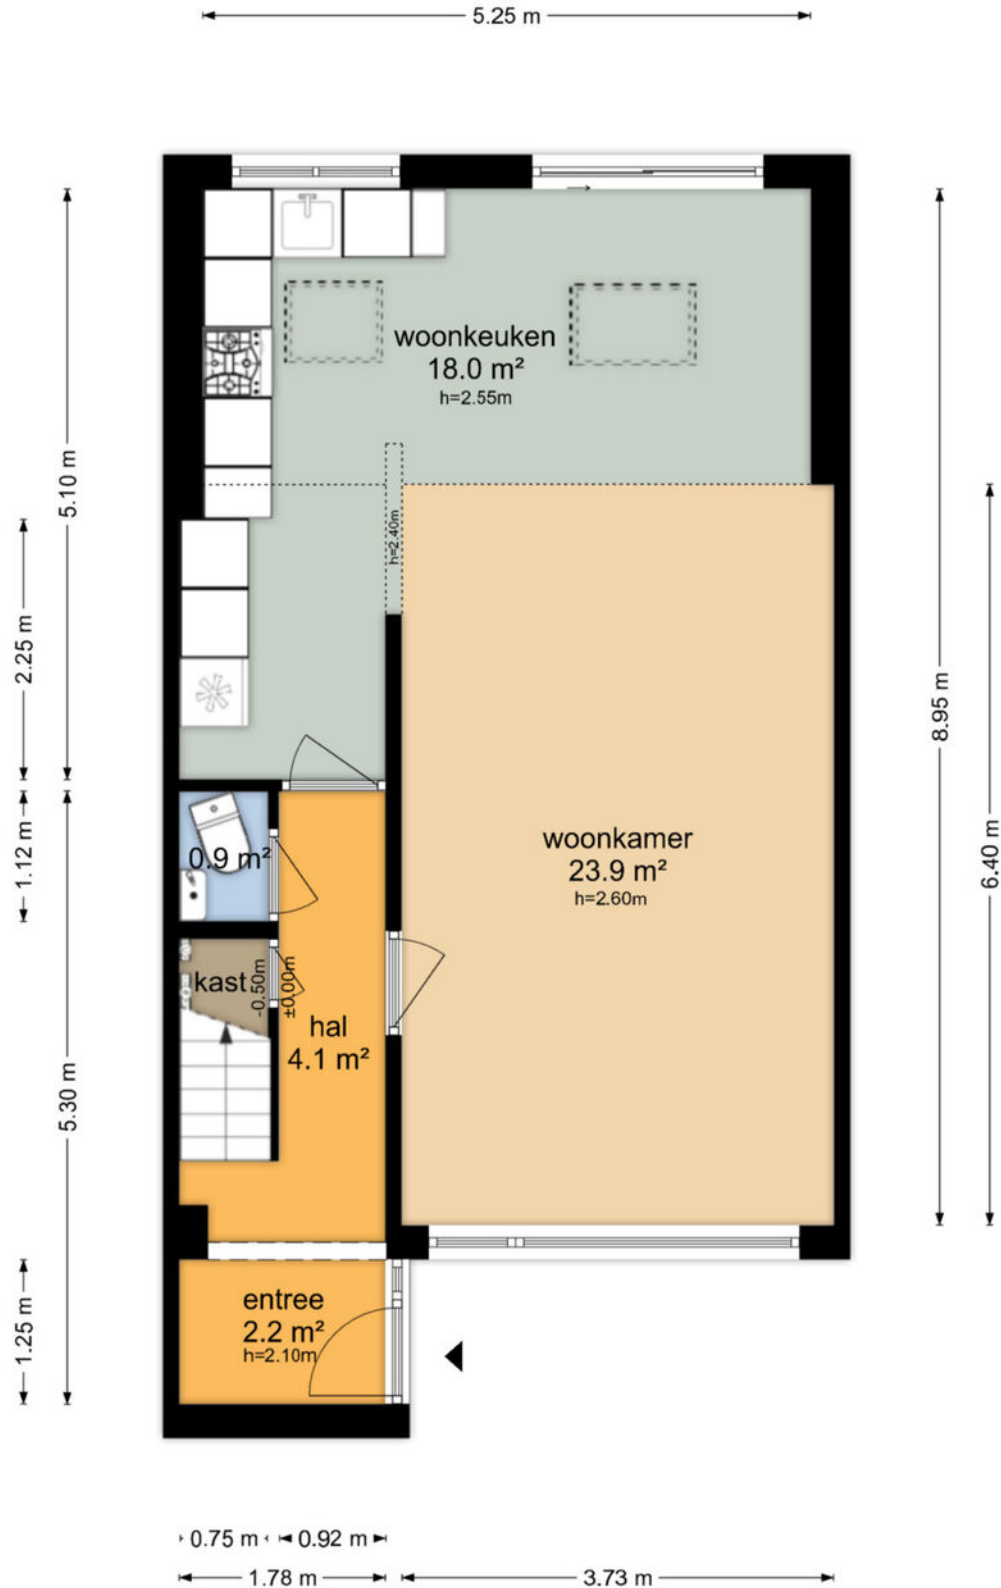 5.25 m
woonkeuken
18.0 m²
h=2.55m
5.10 m
h=2.40m
2.25 m
8.95 m
6.40 m
1.12 m
0.9 m²
woonkamer
23.9 m²
h=2.60m
kast
-0.50m
±0.00m
hal
4.1 m²
5.30 m
entree
2.2 m²
h=2.10m
1.25 m
0.75 m
0.92 m
1.78 m
3.73 m